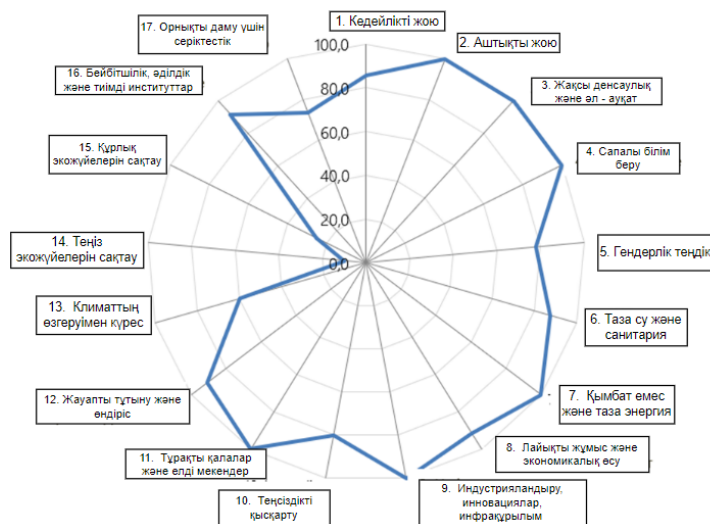 17. Орнықты даму үшін
серіктестік
1. Кедейлікті жою
100,0
2. Аштықты жою
16. Бейбітшілік, әділдік
және тиімді институттар
80,0
3. Жақсы денсаулық
және әл - ауқат
60,0
15. Құрлық
экожүйелерін сақтау
40,0
4. Сапалы білім
беру
20,0
14. Теңіз
экожүйелерін сақтау
0,0
5. Гендерлік теңдік
13. Климаттың
өзгеруімен күрес
6. Таза су және
санитария
12. Жауапты тұтыну және
өндіріс
7. Қымбат емес
және таза энергия
11. Тұрақты қалалар
және елді мекендер
8. Лайықты жұмыс және
экономикалық өсу
10. Теңсіздікті
қысқарту
9. Индустрияландыру,
инновациялар,
инфрақұрылым